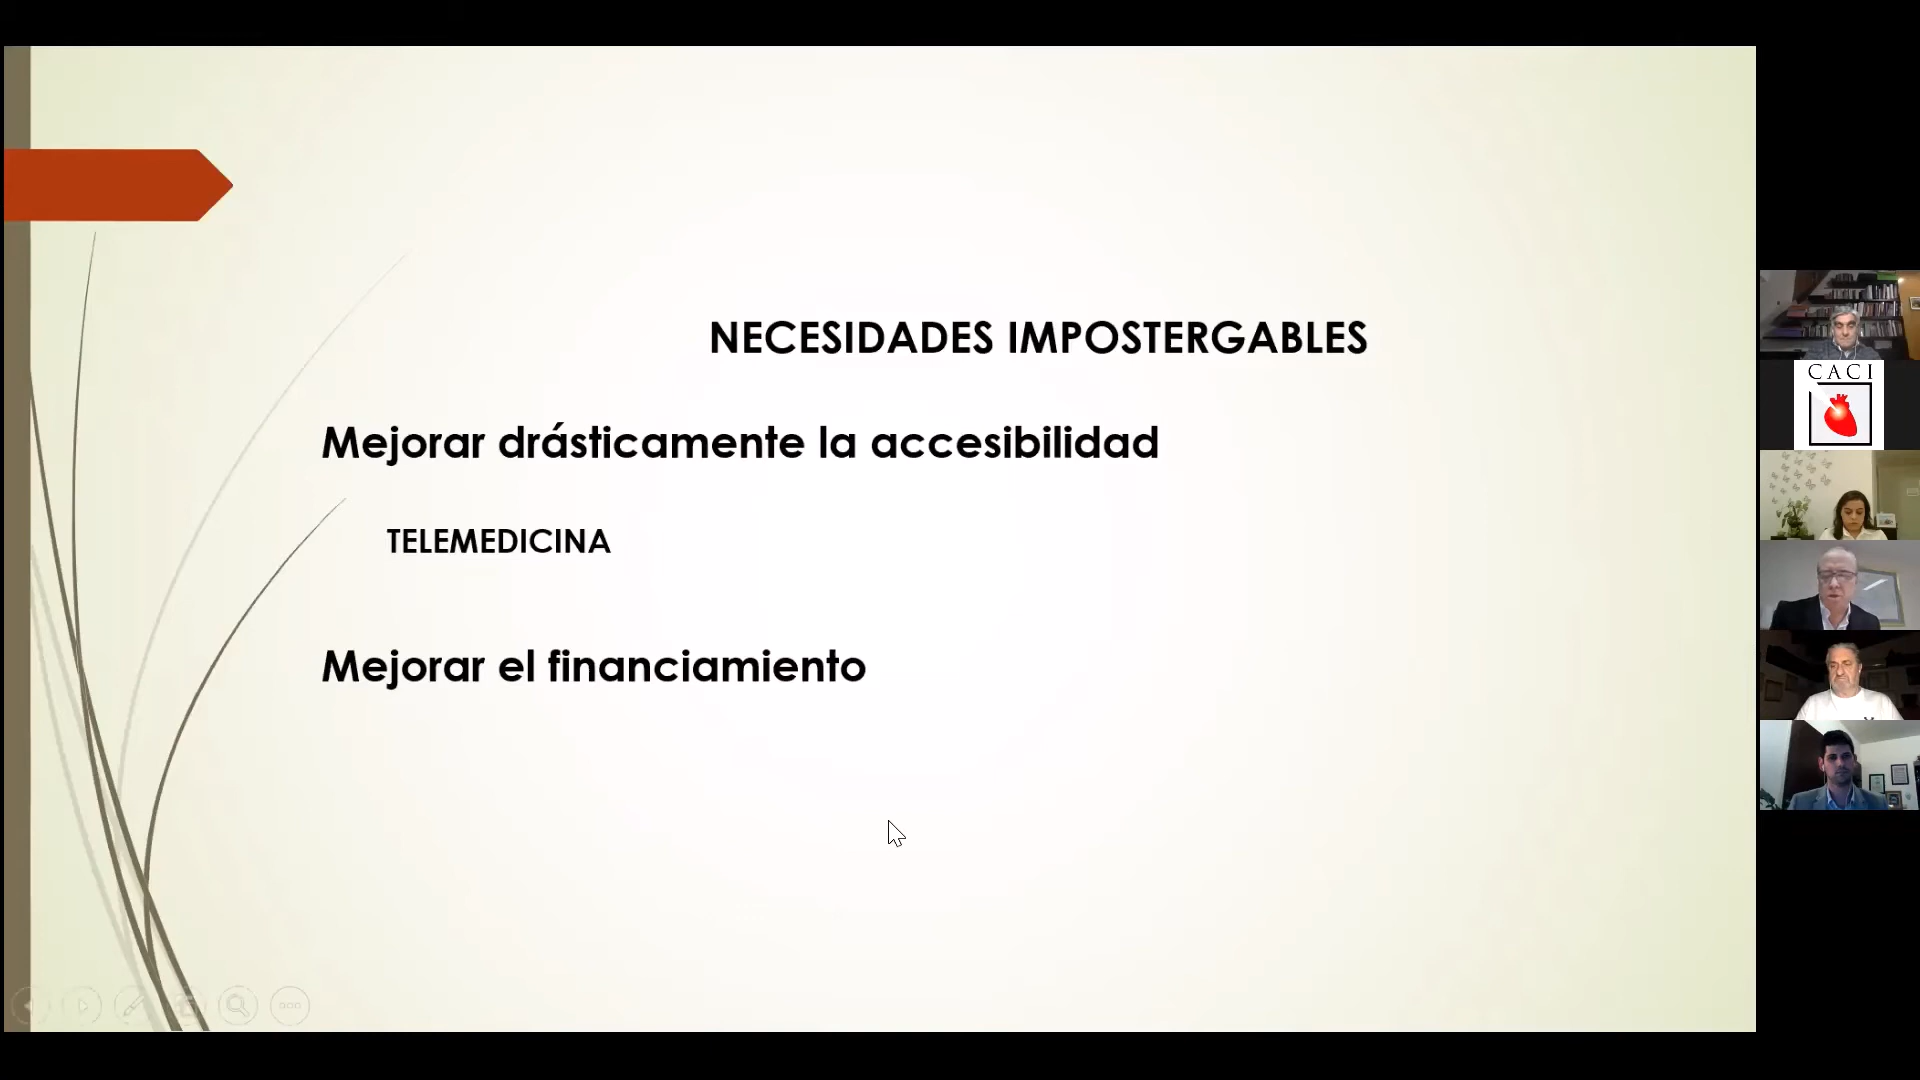 NECESIDADES IMPOSTERGABLES
Mejorar drásticamente la accesibilidad
TELEMEDICINA
Mejorar el financiamiento
CACI